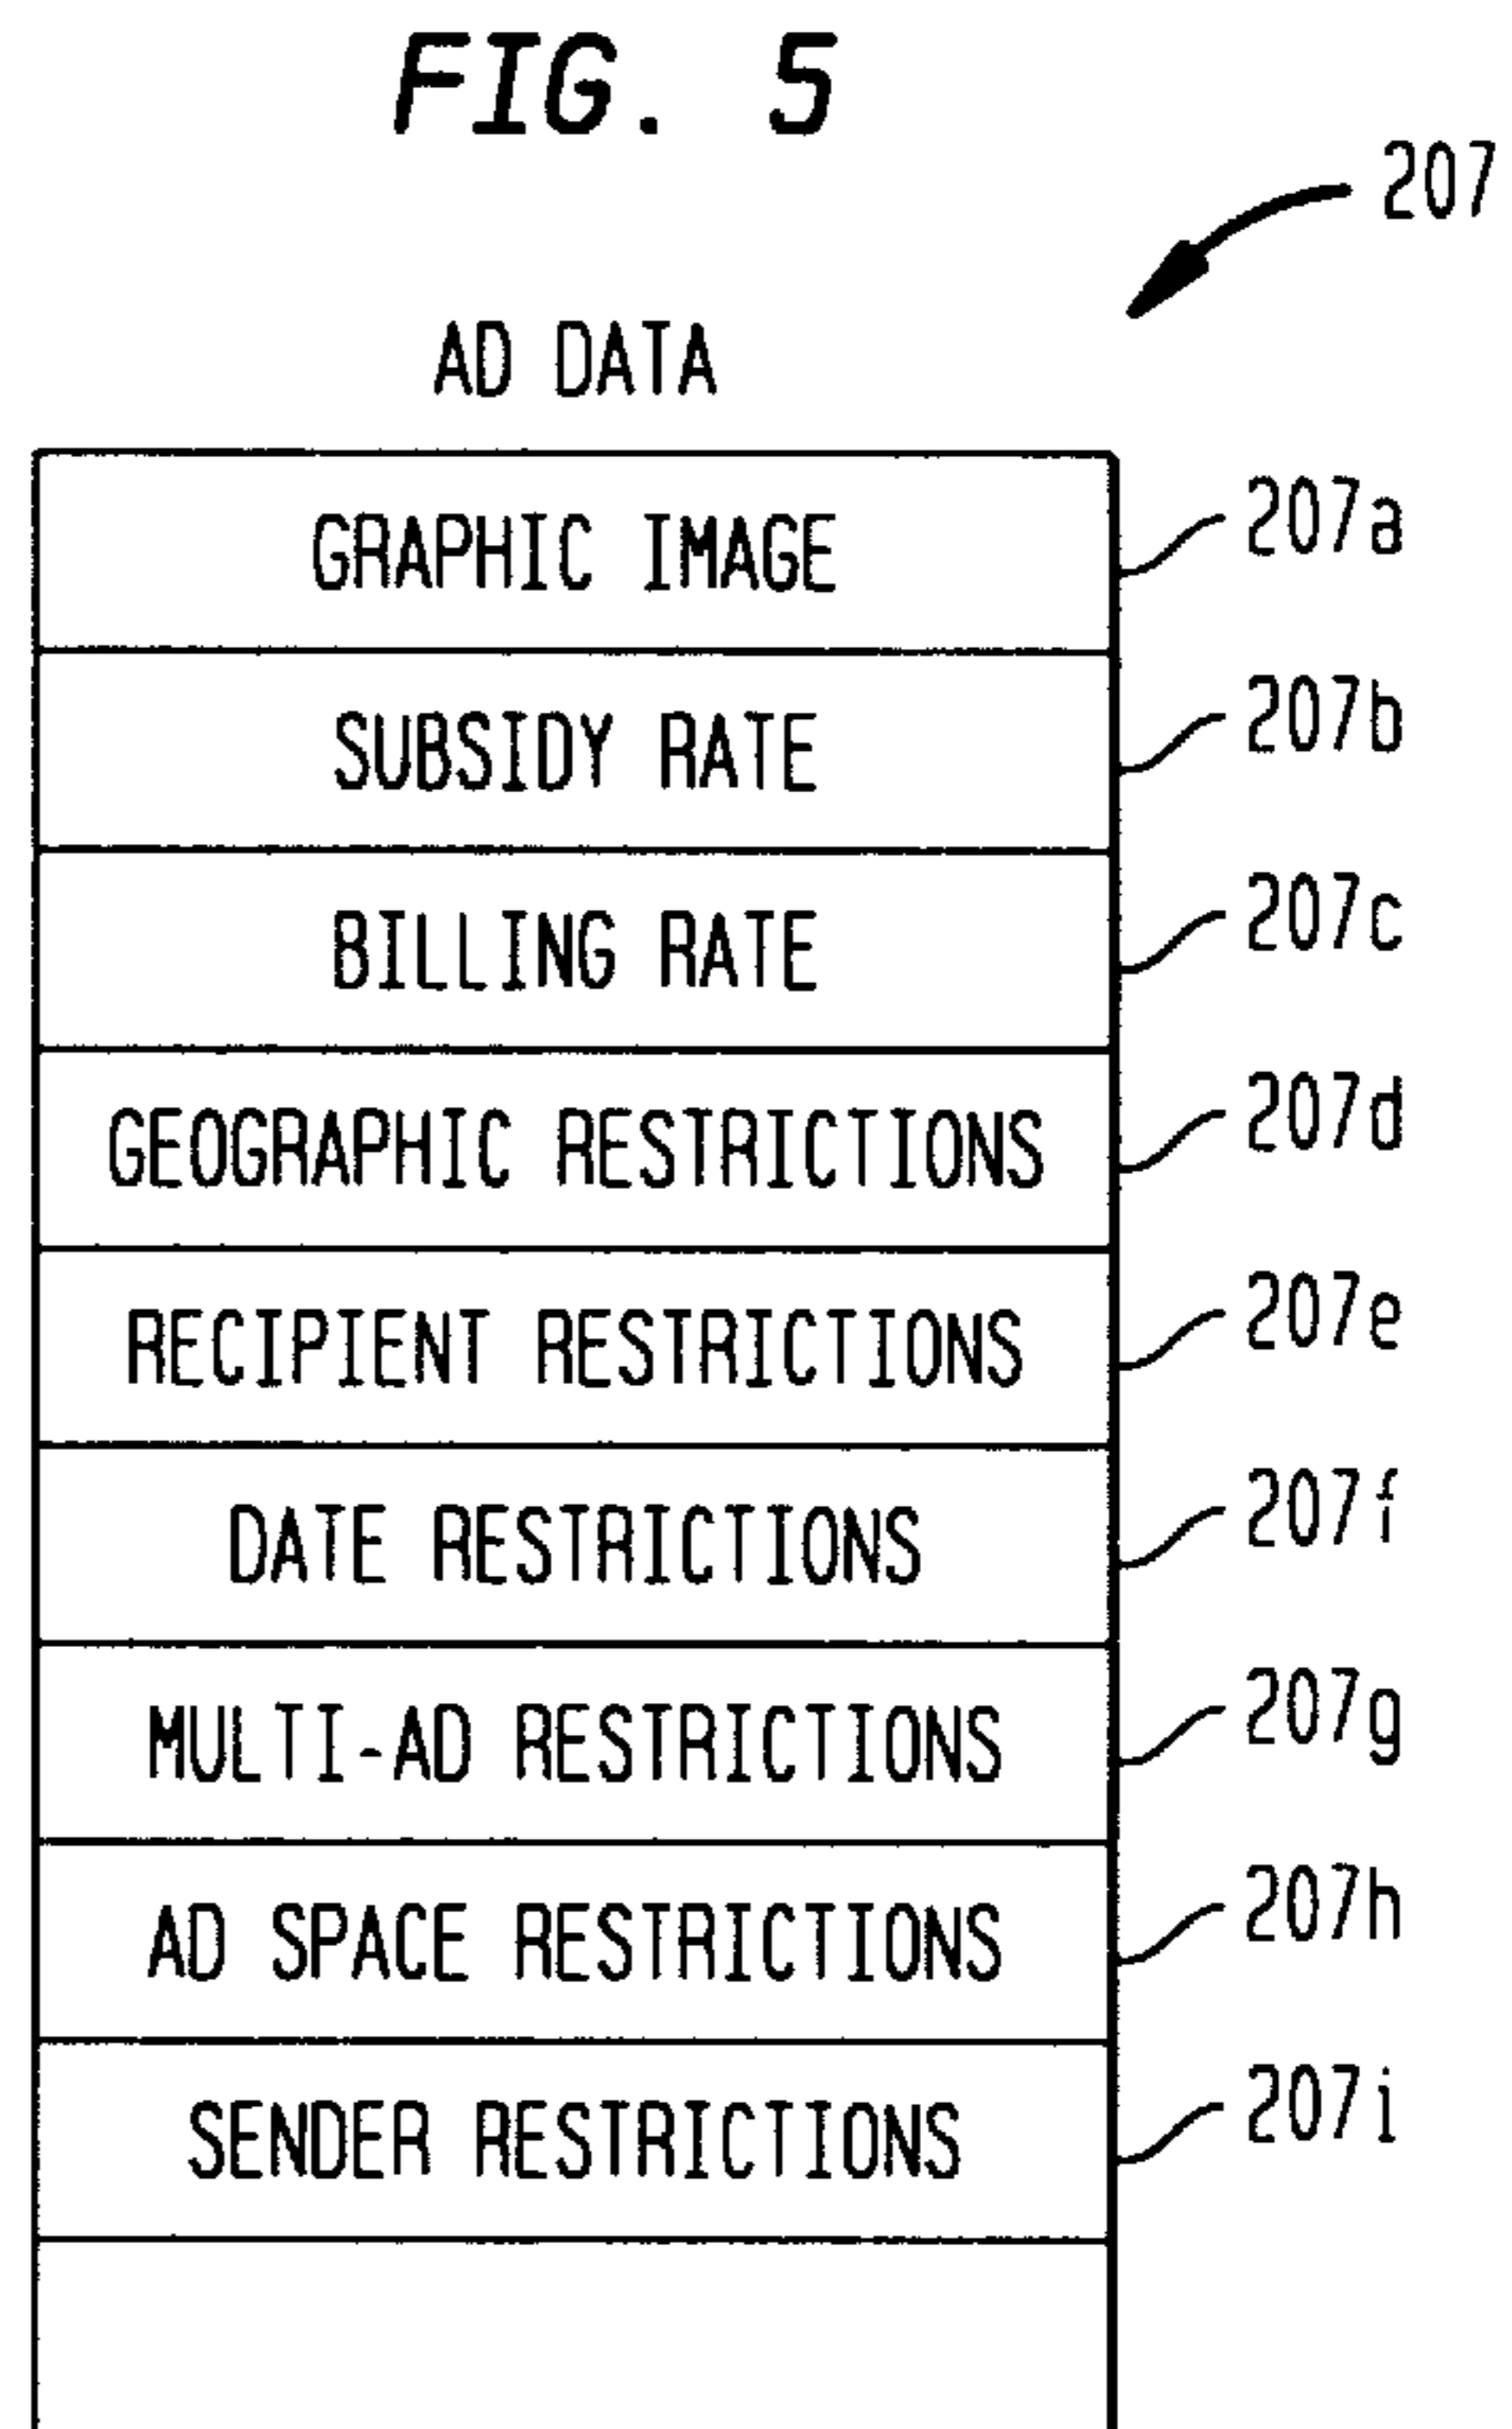 FIG. 5
207
AD DATA
GRAPHIC IMAGE 207a
SUBSIDY RATE 207b
BILLING RATE 207c
GEOGRAPHIC RESTRICTIONS 207d
RECIPIENT RESTRICTIONS 207e
DATE RESTRICTIONS 207f
MULTI-AD RESTRICTIONS 207g
AD SPACE RESTRICTIONS 207h
SENDER RESTRICTIONS 207i